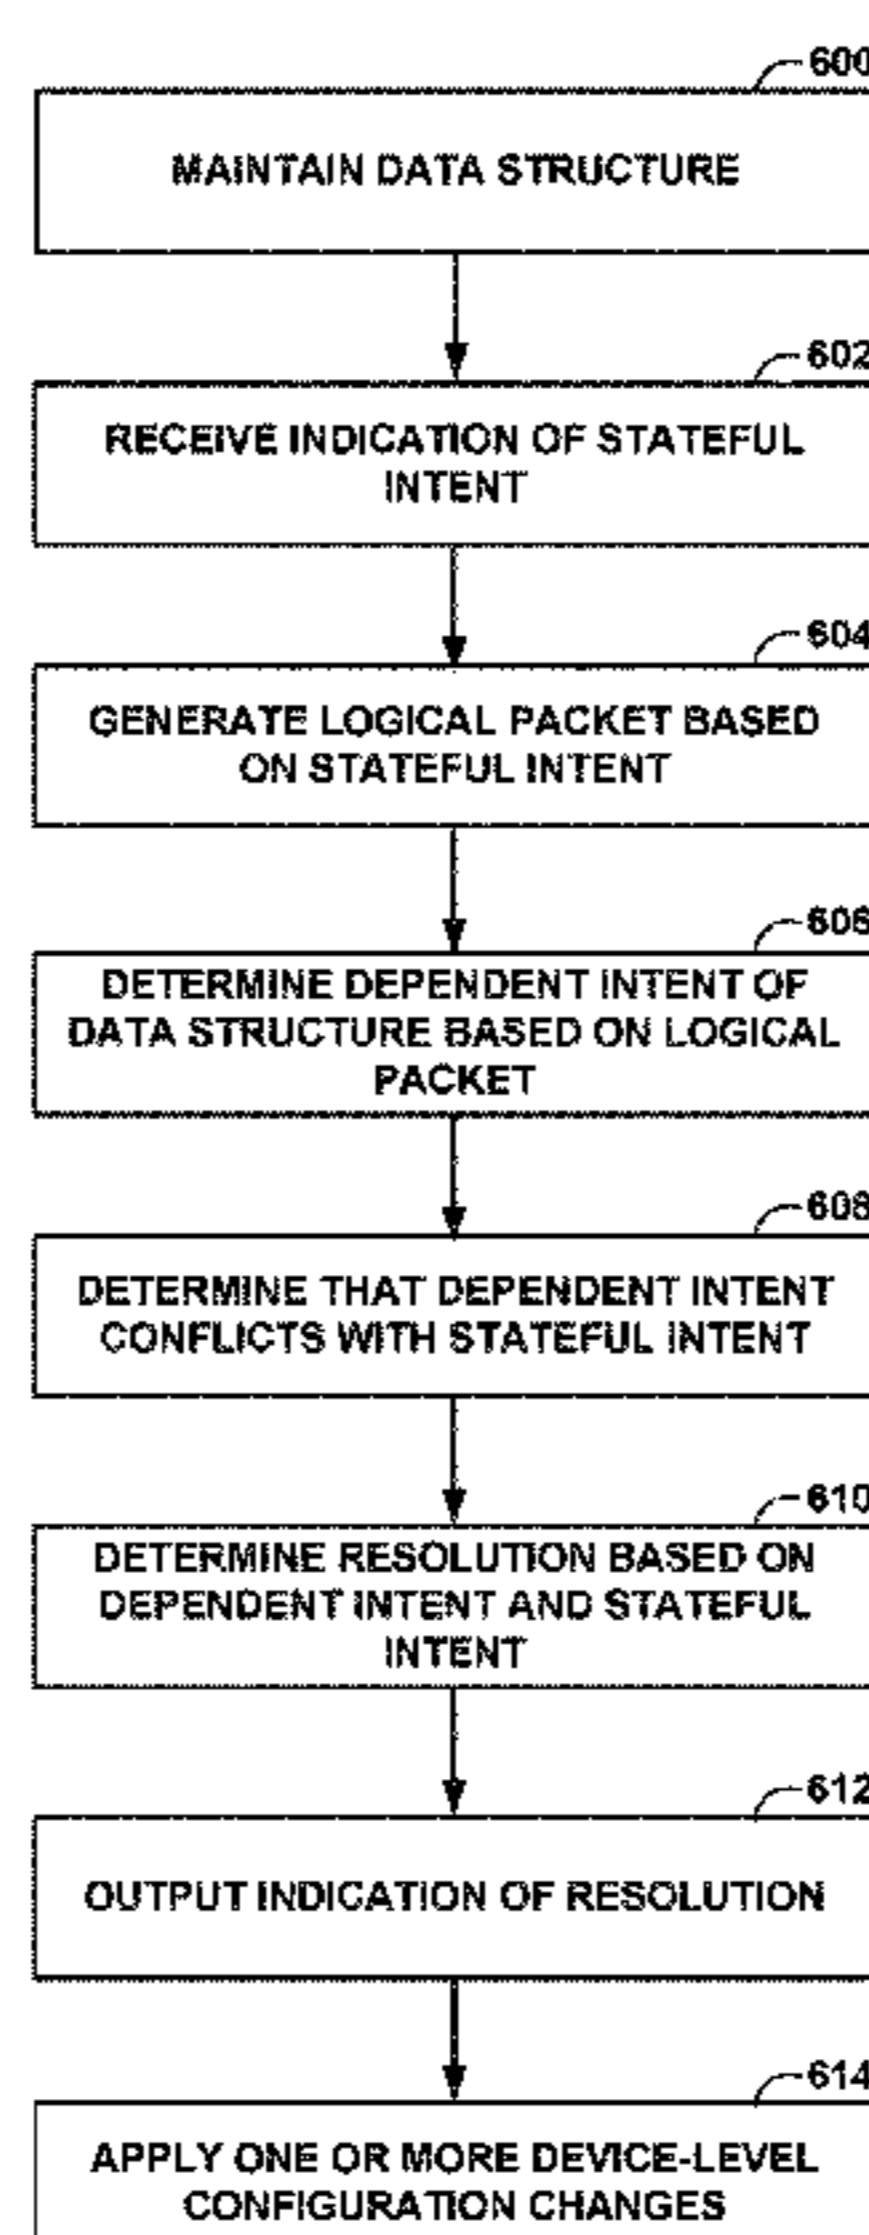 600
MAINTAIN DATA STRUCTURE
602
RECEIVE INDICATION OF STATEFUL
INTENT
604
GENERATE LOGICAL PACKET BASED
ON STATEFUL INTENT
606
DETERMINE DEPENDENT INTENT OF
DATA STRUCTURE BASED ON LOGICAL
PACKET
608
DETERMINE THAT DEPENDENT INTENT
CONFLICTS WITH STATEFUL INTENT
610
DETERMINE RESOLUTION BASED ON
DEPENDENT INTENT AND STATEFUL
INTENT
612
OUTPUT INDICATION OF RESOLUTION
614
APPLY ONE OR MORE DEVICE-LEVEL
CONFIGURATION CHANGES